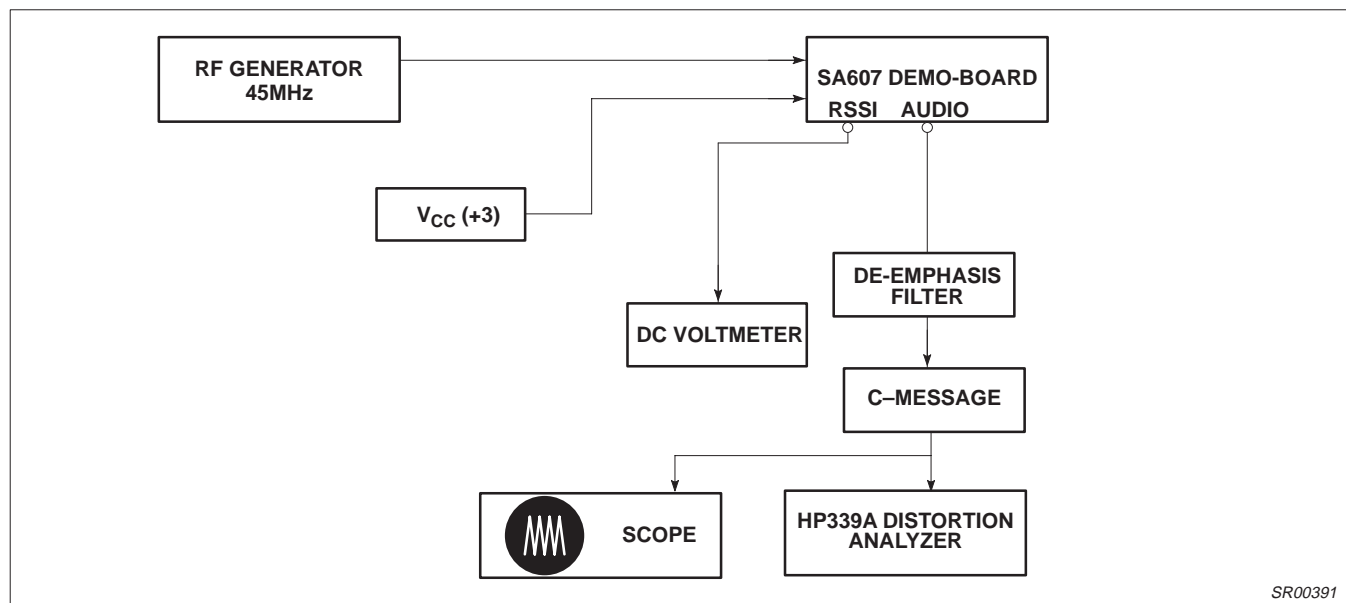 RF GENERATOR
45MHz
SA607 DEMO-BOARD
RSSI AUDIO
VCC (+3)
DE-EMPHASIS
FILTER
DC VOLTMETER
C–MESSAGE
SCOPE
HP339A DISTORTION
ANALYZER
SR00391